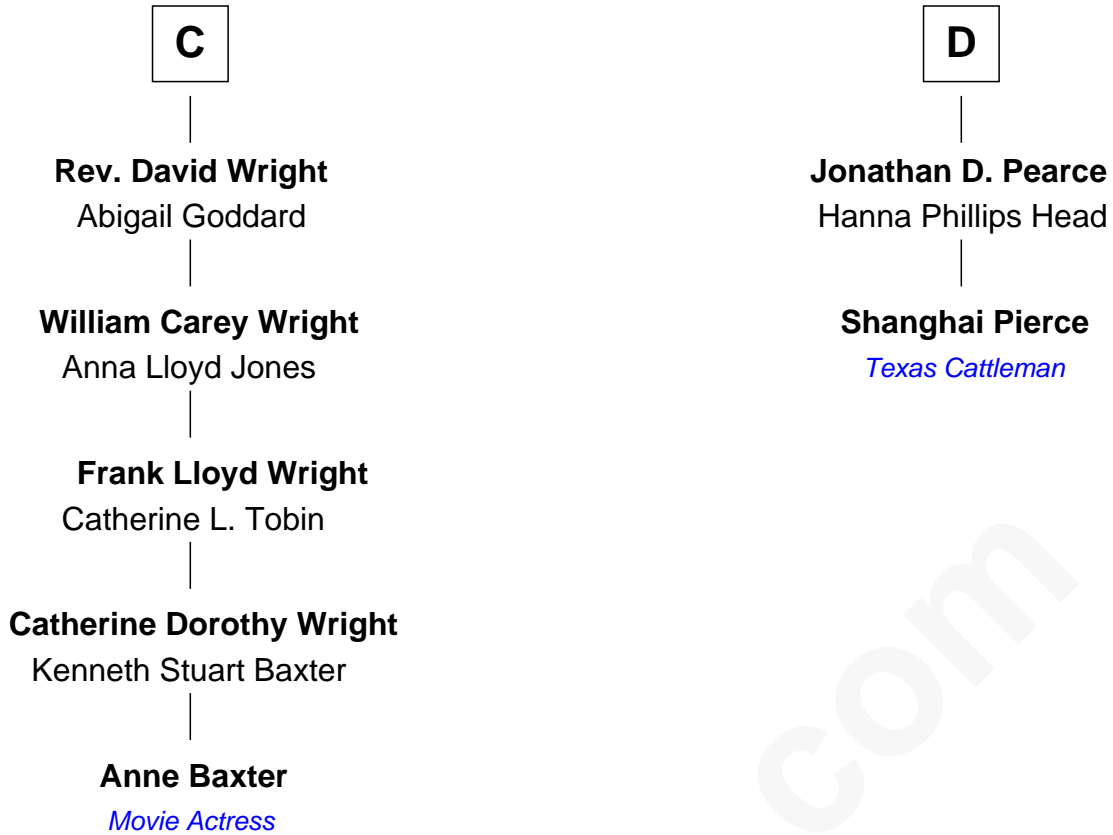 C
Rev. David Wright
Abigail Goddard
William Carey Wright
Anna Lloyd Jones
Frank Lloyd Wright
Catherine L. Tobin
Catherine Dorothy Wright
Kenneth Stuart Baxter
Anne Baxter
Movie Actress
D
Jonathan D. Pearce
Hanna Phillips Head
Shanghai Pierce
Texas Cattleman
com